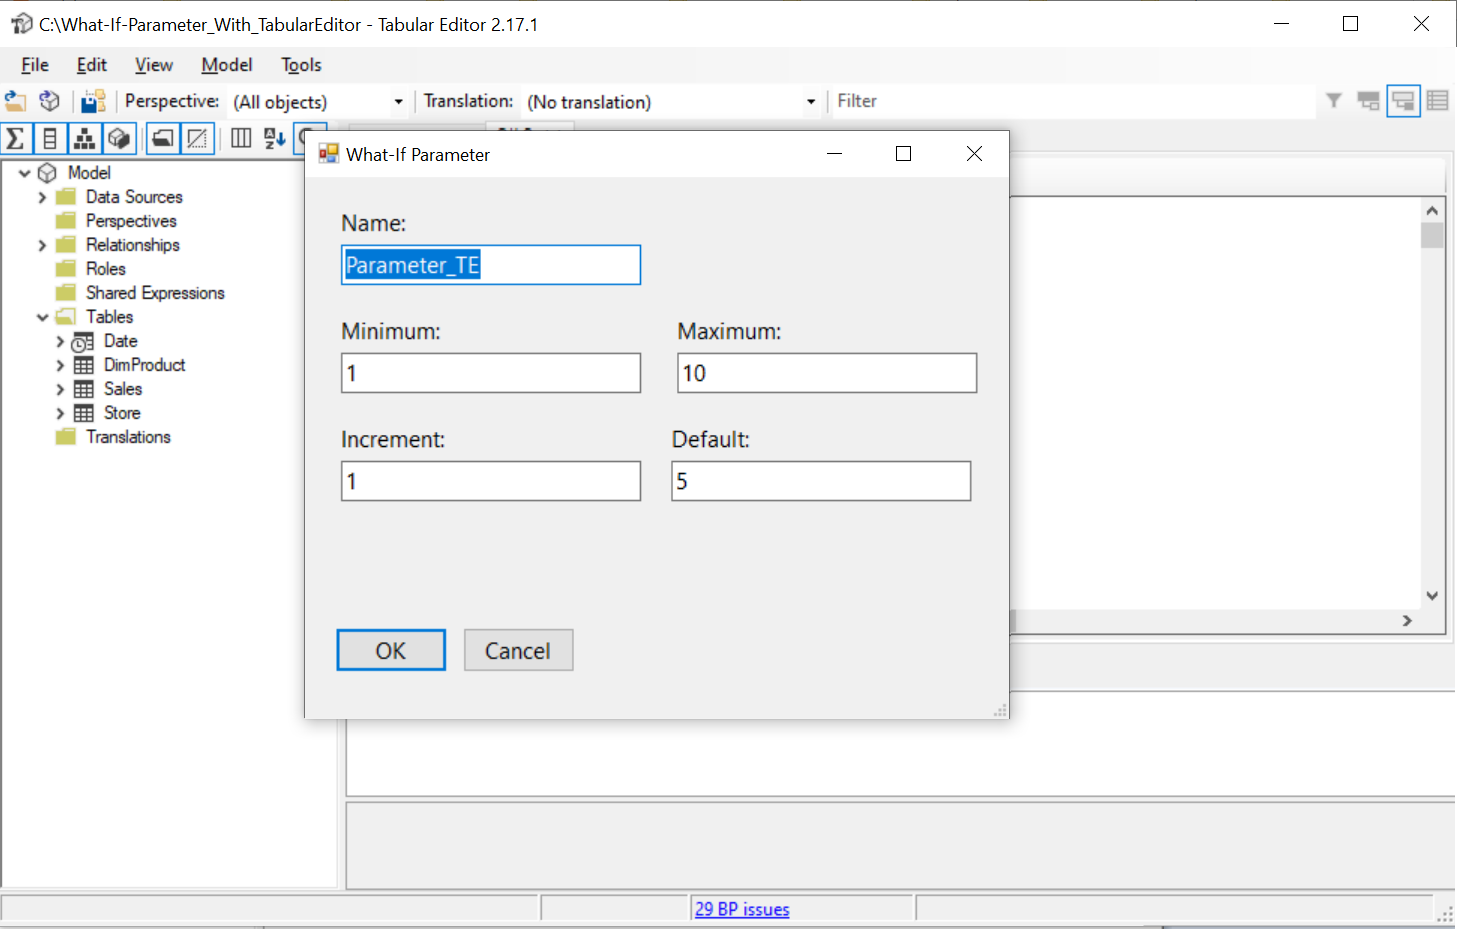 C:\What-If-Parameter_With_TabularEditor - Tabular Editor 2.17.1
File Edit View Model Tools
Perspective: (All objects) Translation: (No translation) Filter
What-If Parameter
Model
Data Sources
Perspectives
Relationships
Roles
Shared Expressions
Tables
Date
DimProduct
Sales
Store
Translations
Name:
Parameter_TE
Minimum: Maximum:
1 10
Increment: Default:
1 5
OK Cancel
29 BP issues